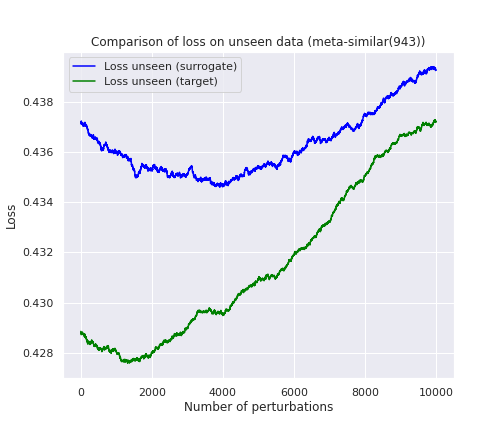 Comparison of loss on unseen data (meta-similar(943))
Loss unseen (surrogate)
Loss unseen (target)
Loss
0.438
0.436
0.434
0.432
0.430
0.428
0
2000
4000
6000
8000
10000
Number of perturbations